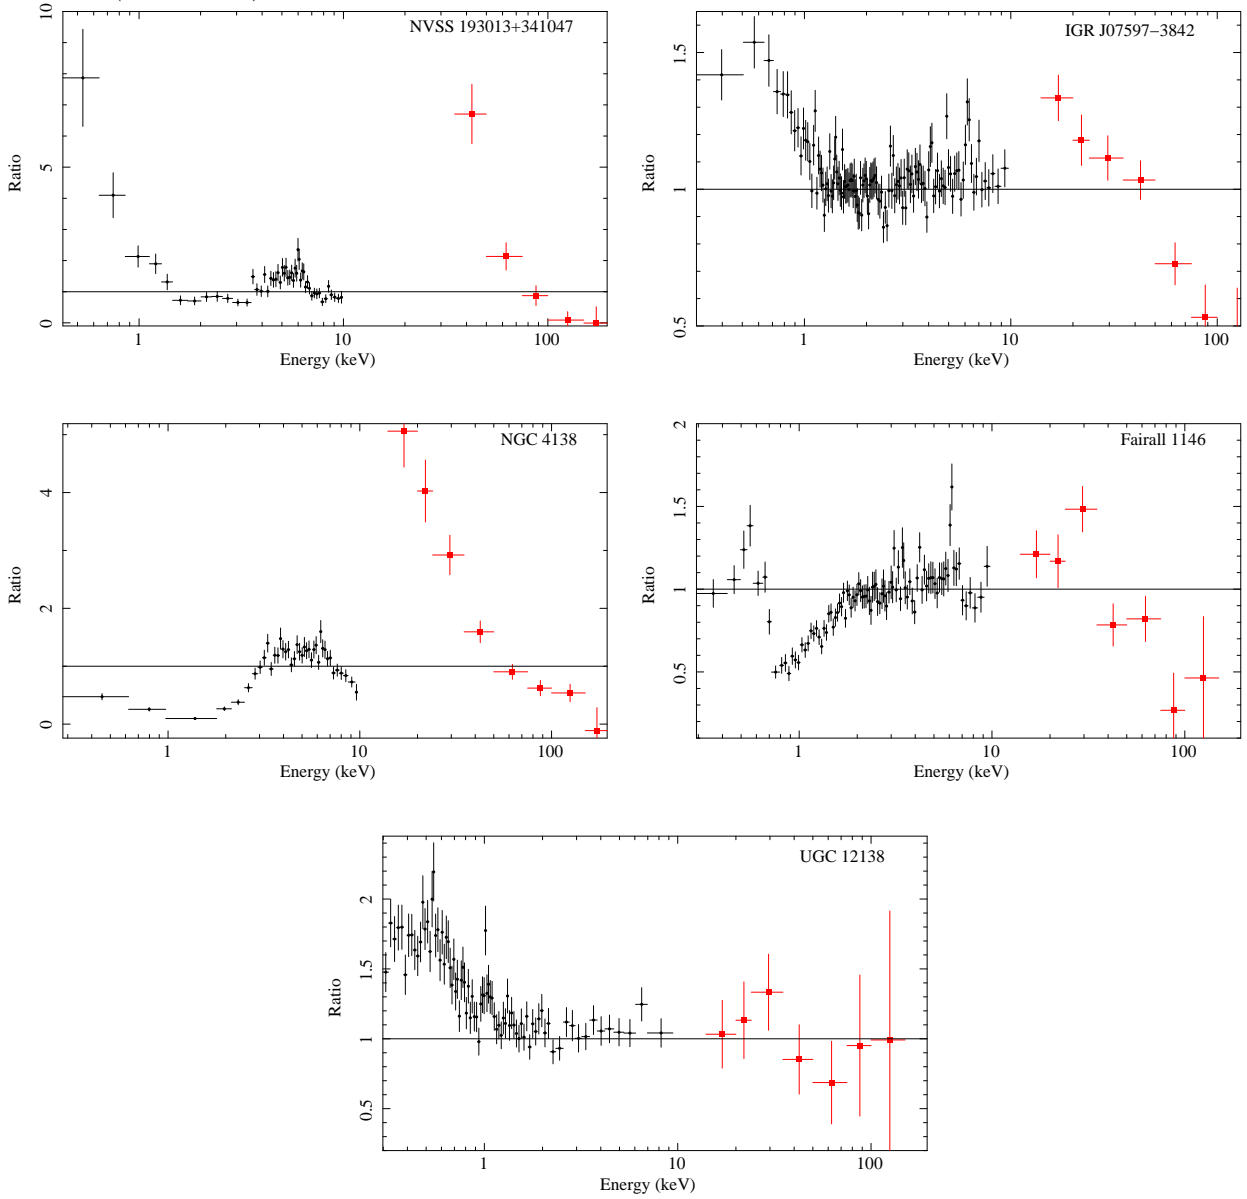 NVSS 193013+341047
Ratio
0 5 10
1 10 100
Energy (keV)
IGR J07597−3842
Ratio
0.5 1 1.5
1 10 100
Energy (keV)
NGC 4138
Ratio
0 2 4
1 10 100
Energy (keV)
Fairall 1146
Ratio
0.5 1 1.5 2
1 10 100
Energy (keV)
UGC 12138
Ratio
0.5 1 1.5 2
1 10 100
Energy (keV)